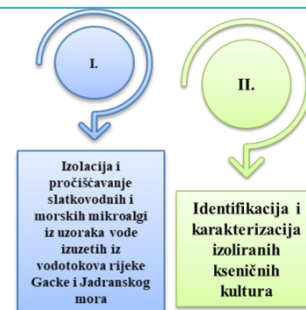 I.
Izolacija i
pročišćavanje
slatkovodnih i
morskih mikroalgi
iz uzoraka vode
izuzetih iz
vodotokova rijeke
Gacke i Jadranskog
mora
II.
Identifikacija i
karakterizacija
izoliranih
kseničnih
kultura